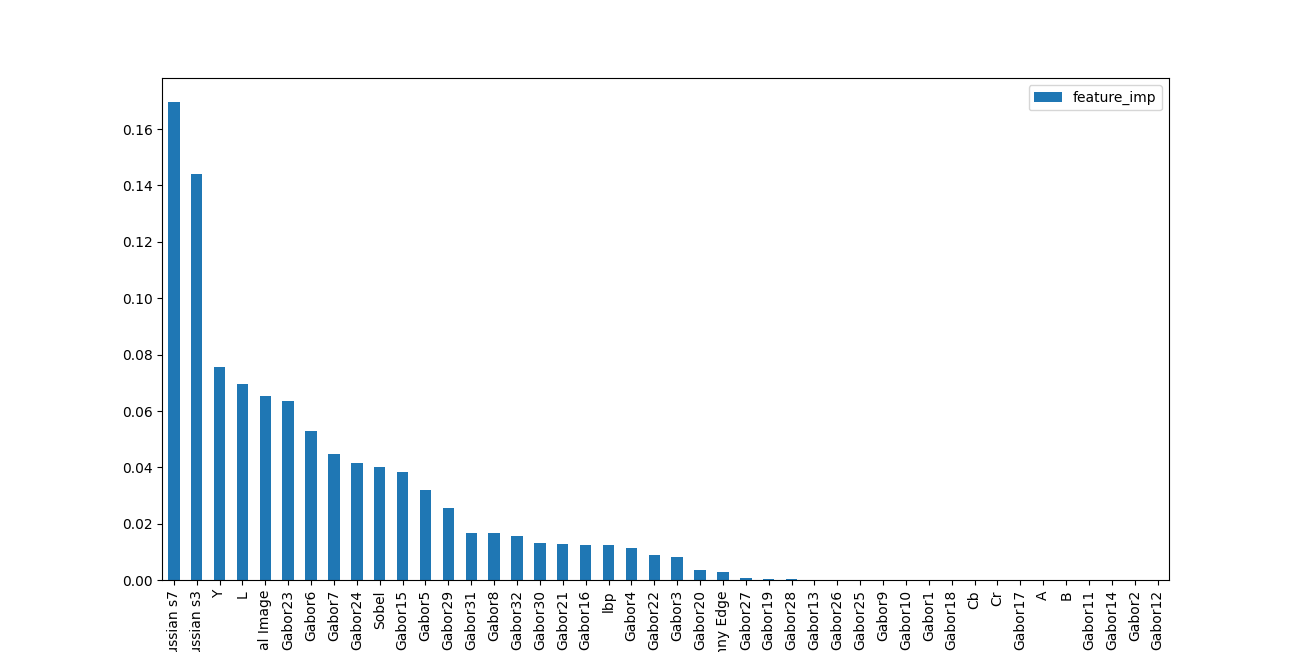 feature_imp
0.16
0.14
0.12
0.10
0.08
0.06
0.04
0.02
0.00
ussian s7
ussian s3
Y
L
al Image
Gabor23
Gabor6
Gabor7
Gabor24
Sobel
Gabor15
Gabor5
Gabor29
Gabor31
Gabor8
Gabor32
Gabor30
Gabor21
Gabor16
lbp
Gabor4
Gabor22
Gabor3
Gabor20
nny Edge
Gabor27
Gabor19
Gabor28
Gabor13
Gabor26
Gabor25
Gabor9
Gabor10
Gabor1
Gabor18
Cb
Cr
Gabor17
A
B
Gabor11
Gabor14
Gabor2
Gabor12